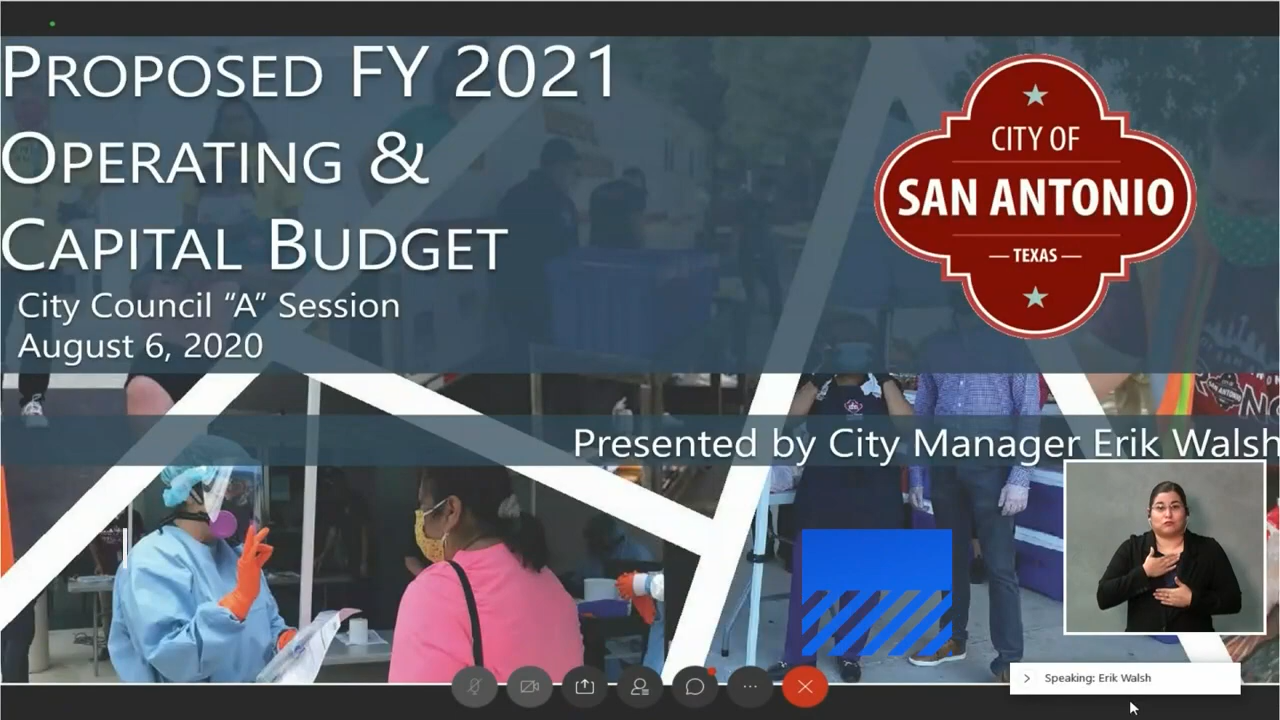 PROPOSED FY 2021
OPERATING &
CAPITAL BUDGET
City Council “A” Session
August 6, 2020
CITY OF
SAN ANTONIO
TEXAS
Presented by City Manager Erik Walsh
Speaking: Erik Walsh